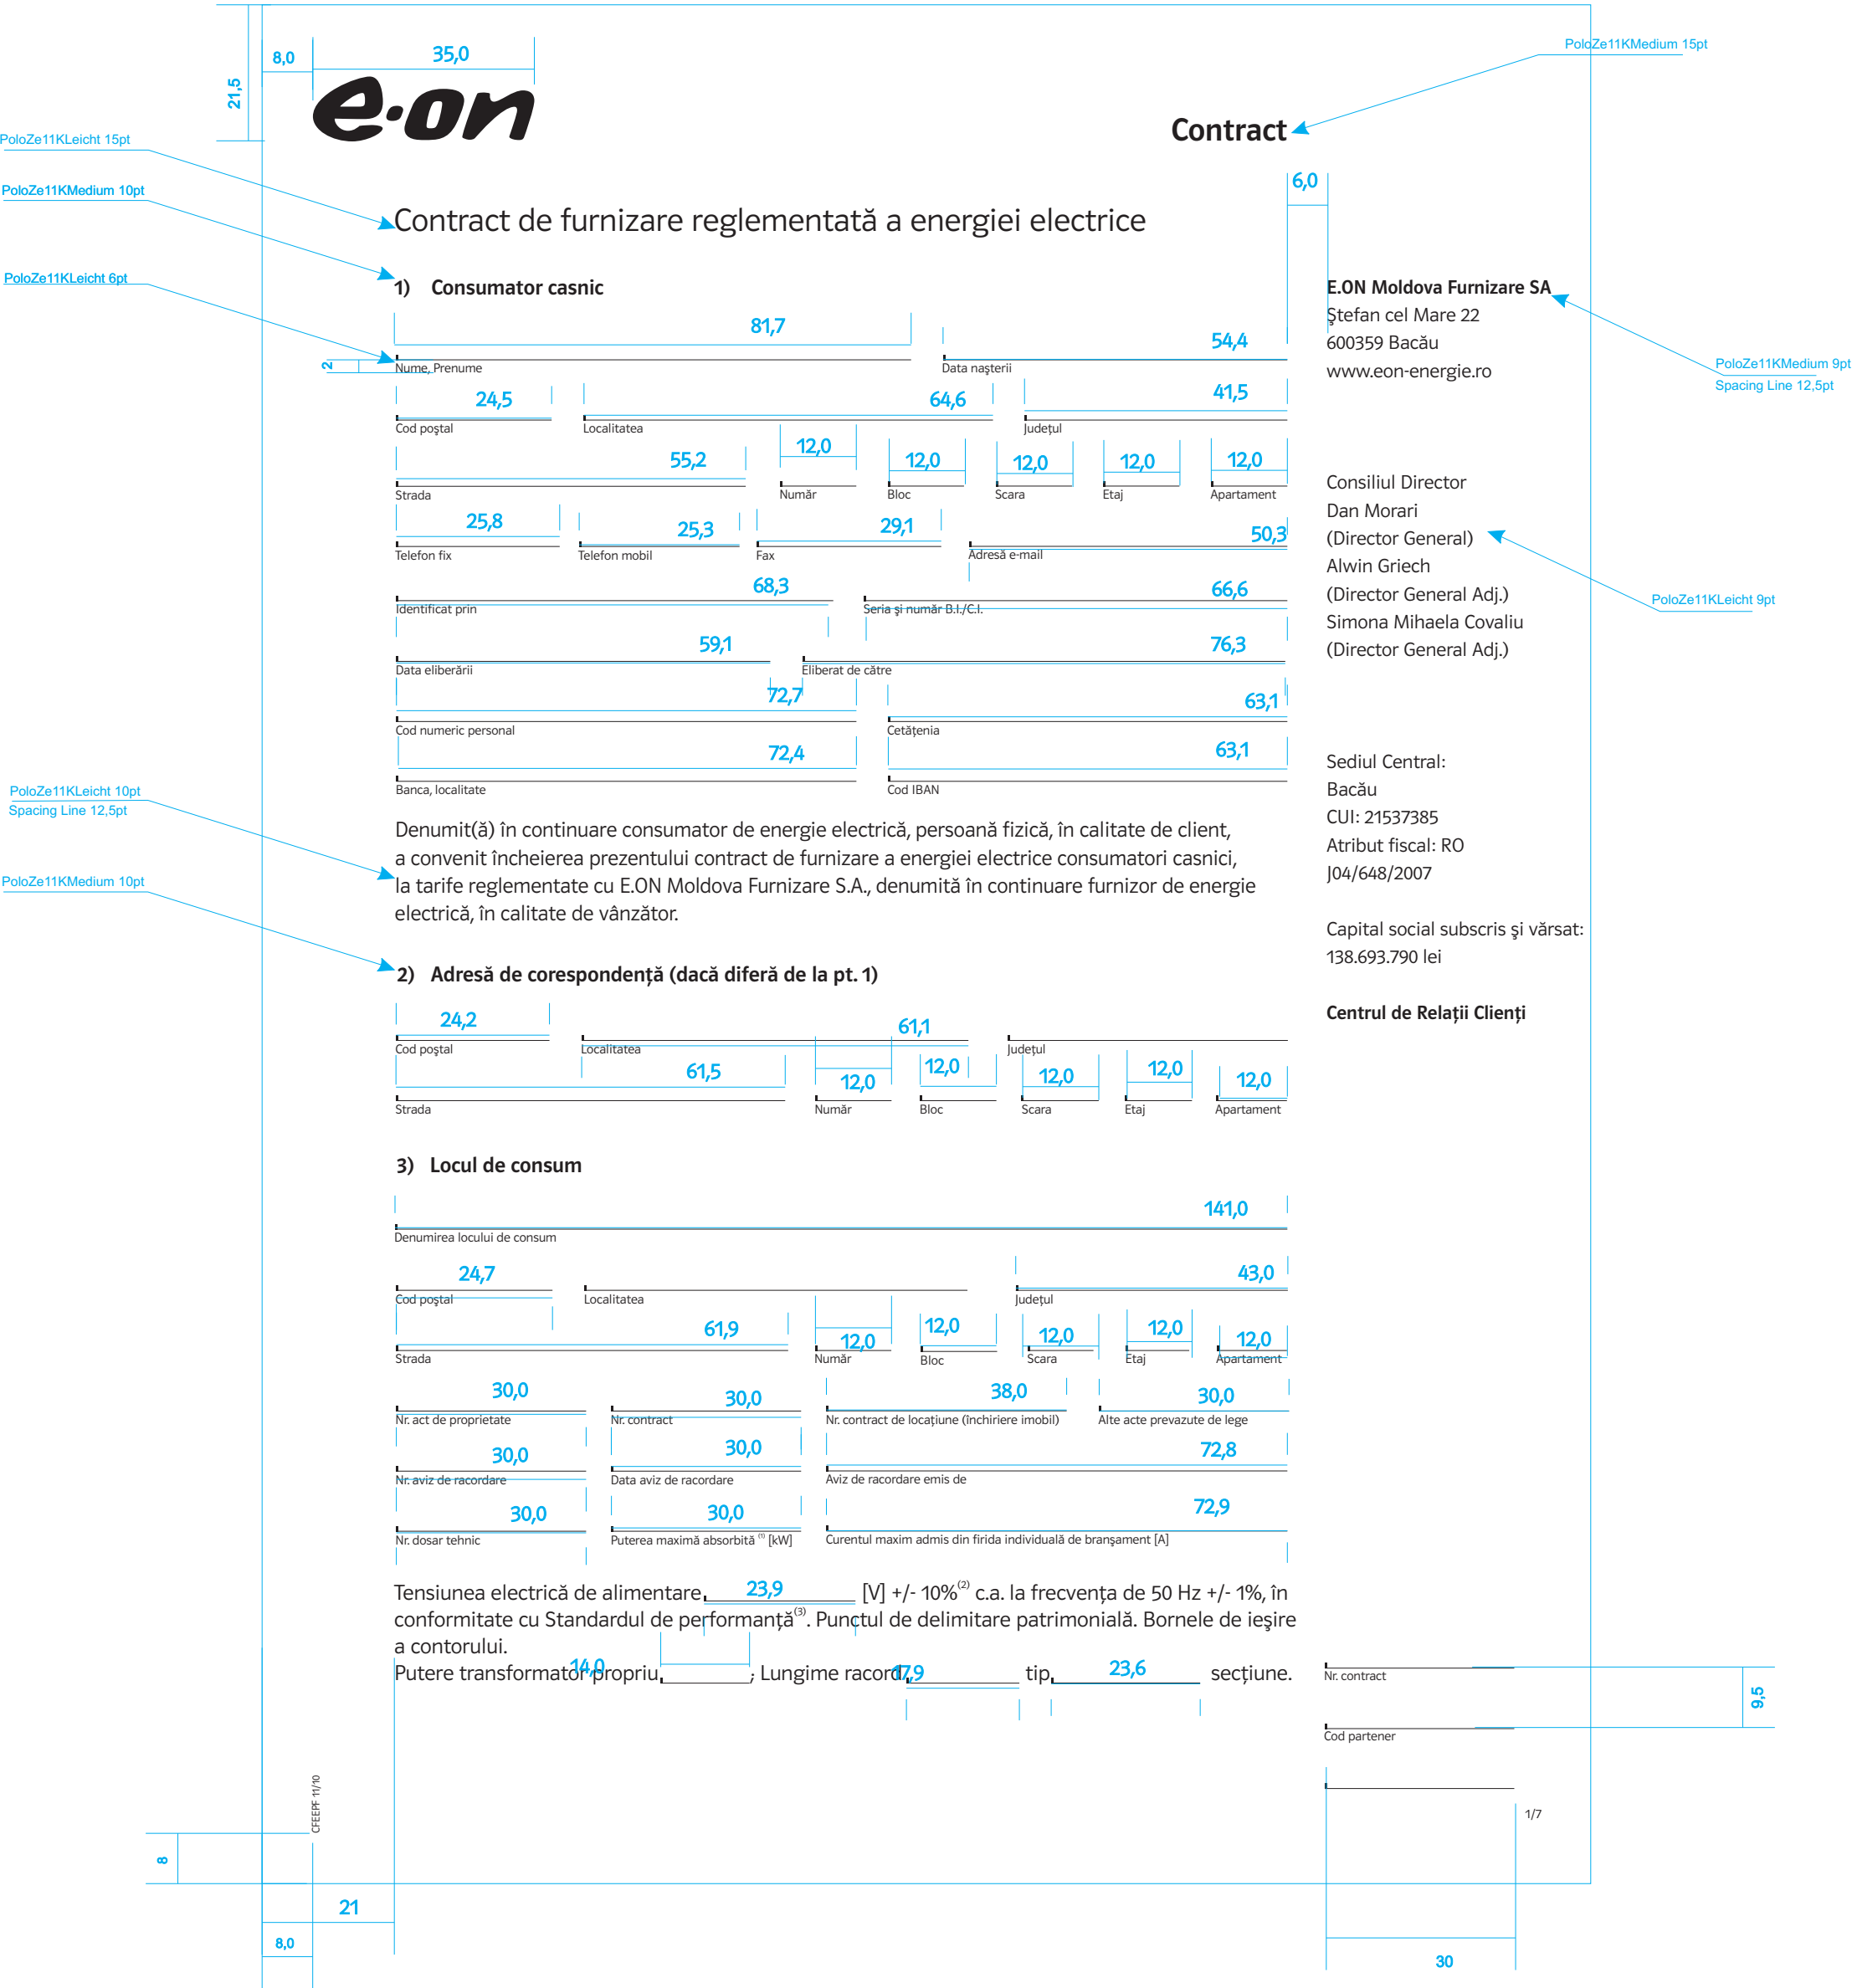 8,0
35,0
PoloZe11KMedium 15pt
21,5
e·on
Contract
PoloZe11KLeicht 15pt
PoloZe11KMedium 10pt
6,0
Contract de furnizare reglementată a energiei electrice
PoloZe11KLeicht 6pt
1) Consumator casnic
E.ON Moldova Furnizare SA
Ştefan cel Mare 22
600359 Bacău
www.eon-energie.ro
PoloZe11KMedium 9pt
Spacing Line 12,5pt
81,7
54,4
2
Nume, Prenume
Data naşterii
24,5
64,6
41,5
Cod poştal
Localitatea
Judeţul
55,2
12,0
12,0
12,0
12,0
12,0
Strada
Număr
Bloc
Scara
Etaj
Apartament
Consiliul Director
Dan Morari
(Director General)
Alwin Griech
(Director General Adj.)
Simona Mihaela Covaliu
(Director General Adj.)
PoloZe11KLeicht 9pt
25,8
25,3
29,1
50,3
Telefon fix
Telefon mobil
Fax
Adresă e-mail
68,3
66,6
Identificat prin
Seria şi număr B.I./C.I.
59,1
76,3
Data eliberării
Eliberat de către
72,7
63,1
Cod numeric personal
Cetăţenia
72,4
63,1
Banca, localitate
Cod IBAN
Sediul Central:
Bacău
CUI: 21537385
Atribut fiscal: RO
J04/648/2007
Capital social subscris şi vărsat:
138.693.790 lei
Centrul de Relaţii Clienţi
PoloZe11KLeicht 10pt
Spacing Line 12,5pt
Denumit(ă) în continuare consumator de energie electrică, persoană fizică, în calitate de client,
a convenit încheierea prezentului contract de furnizare a energiei electrice consumatori casnici,
la tarife reglementate cu E.ON Moldova Furnizare S.A., denumită în continuare furnizor de energie
electrică, în calitate de vânzător.
PoloZe11KMedium 10pt
2) Adresă de corespondenţă (dacă diferă de la pt. 1)
24,2
61,1
Cod poştal
Localitatea
Judeţul
61,5
12,0
12,0
12,0
12,0
12,0
Strada
Număr
Bloc
Scara
Etaj
Apartament
3) Locul de consum
141,0
Denumirea locului de consum
24,7
43,0
Cod poştal
Localitatea
Judeţul
61,9
12,0
12,0
12,0
12,0
12,0
Strada
Număr
Bloc
Scara
Etaj
Apartament
30,0
30,0
38,0
30,0
Nr. act de proprietate
Nr. contract
Nr. contract de locaţiune (închiriere imobil)
Alte acte prevazute de lege
30,0
30,0
72,8
Nr. aviz de racordare
Data aviz de racordare
Aviz de racordare emis de
30,0
30,0
72,9
Nr. dosar tehnic
Puterea maximă absorbită (1) [kW]
Curentul maxim admis din firida individuală de branşament [A]
Tensiunea electrică de alimentare 23,9 [V] +/- 10%(2) c.a. la frecvenţa de 50 Hz +/- 1%, în
conformitate cu Standardul de performanţă(3). Punctul de delimitare patrimonială. Bornele de ieşire
a contorului.
14,0
17,9
23,6
Putere transformator propriu ; Lungime racord tip secţiune.
Nr. contract
9,5
Cod partener
CFEEPF 11/10
1/7
8
21
8,0
30